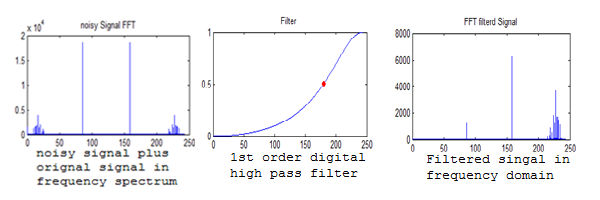 noisy Signal FFT
x 10^4
2
1.5
1
0.5
0
0 50 100 150 200 250
noisy signal plus
orignal signal in
frequency spectrum
Filter
1
0.5
0
0 50 100 150 200 250
1st order digital
high pass filter
FFT filterd Signal
8000
6000
4000
2000
0
0 50 100 150 200 250
Filtered singal in
frequency domain